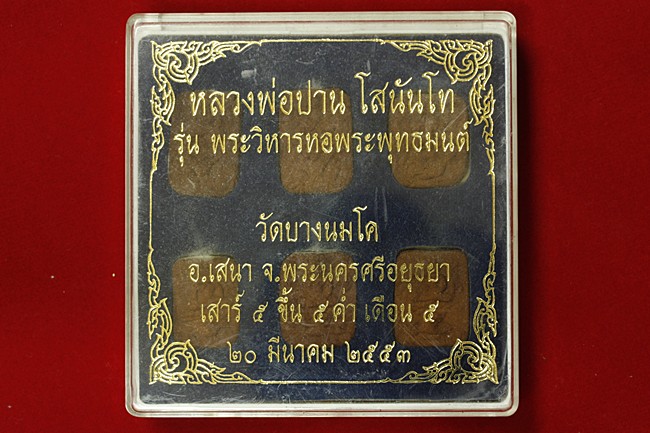 หลวงพ่อปาน โสนันโท
รุ่น พระวิหารหอพระพุทธมนต์
วัดบางนมโค
อ.เสนา จ.พระนครศรีอยุธยา
เสาร์ ๕ ขึ้น ๕ ค่ำ เดือน ๕
๒๐ มีนาคม ๒๕๕๓